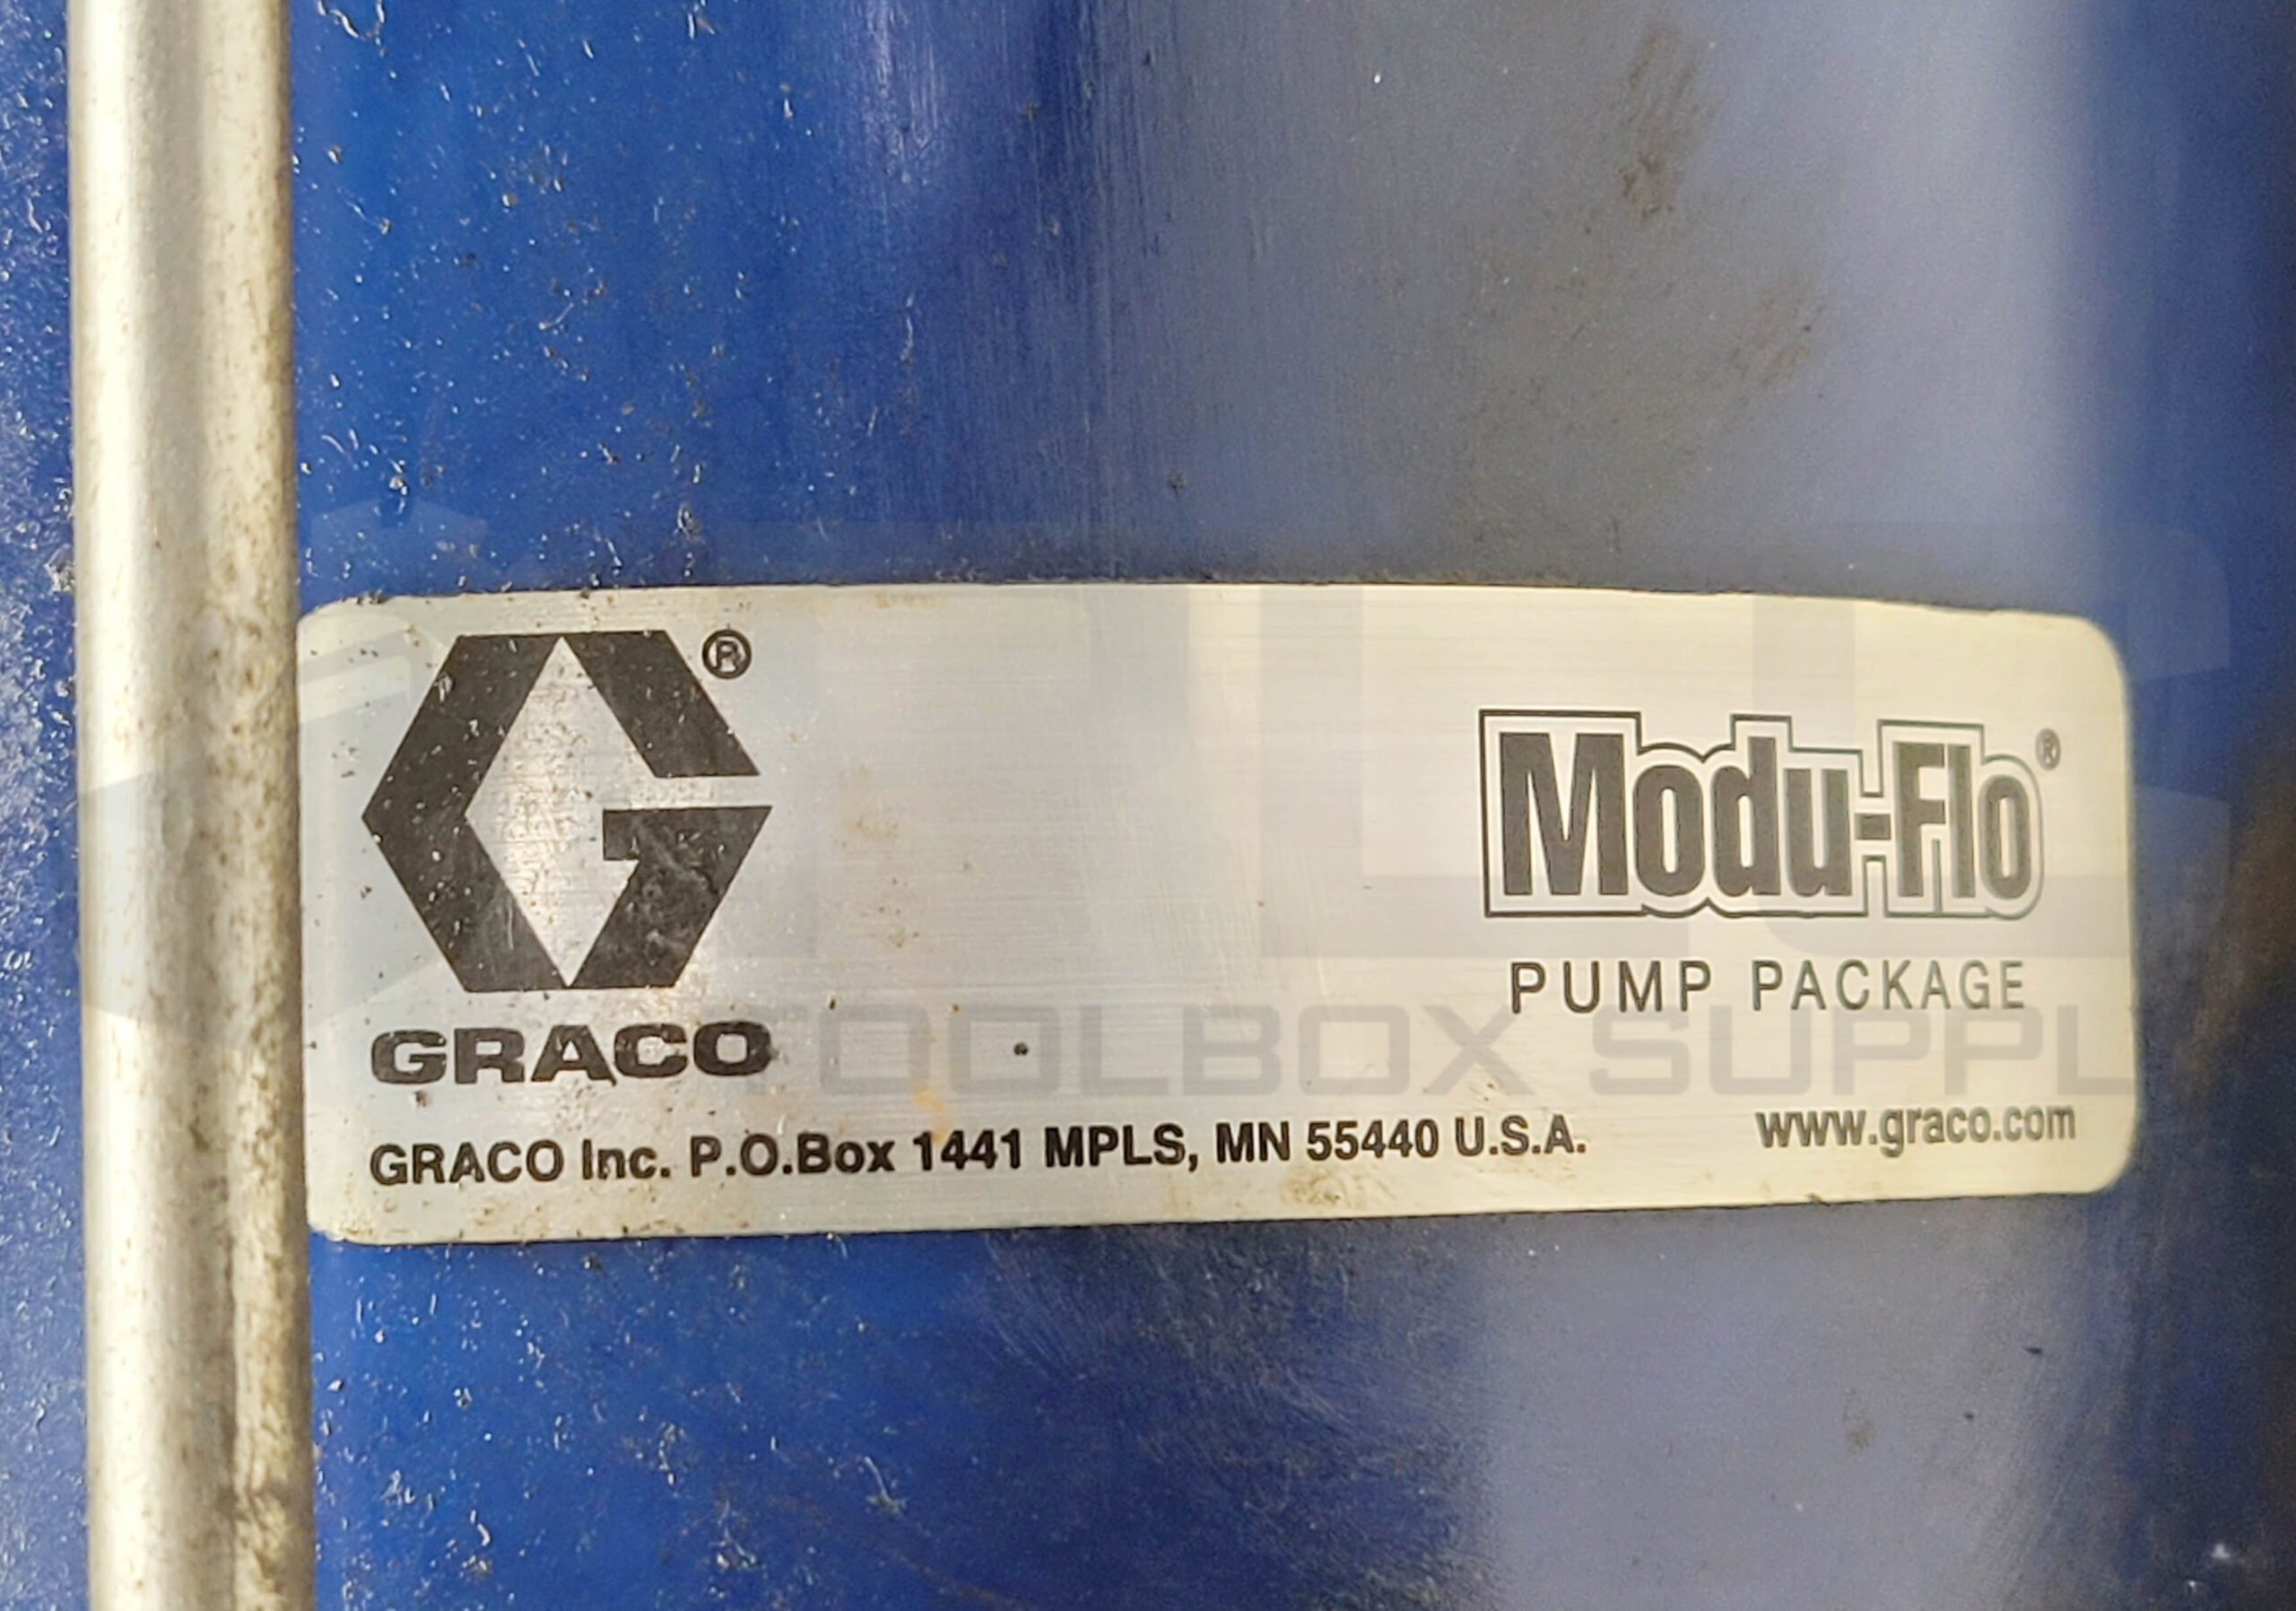 ®
Modu-Flo®
PUMP PACKAGE
GRACO
TOOLBOX SUPPL
GRACO Inc. P.O.Box 1441 MPLS, MN 55440 U.S.A.
www.graco.com